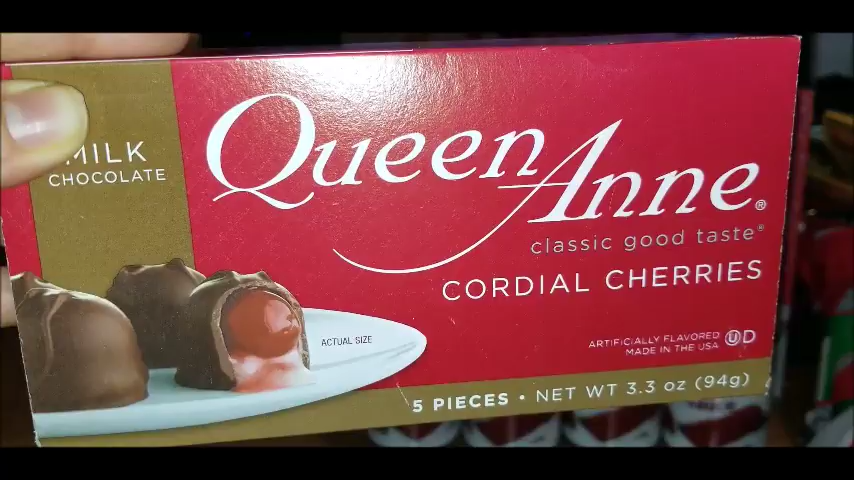 MILK
CHOCOLATE
Queen Anne®
classic good taste®
CORDIAL CHERRIES
ACTUAL SIZE
ARTIFICIALLY FLAVORED
MADE IN THE USA
U D
5 PIECES • NET WT 3.3 oz (94g)